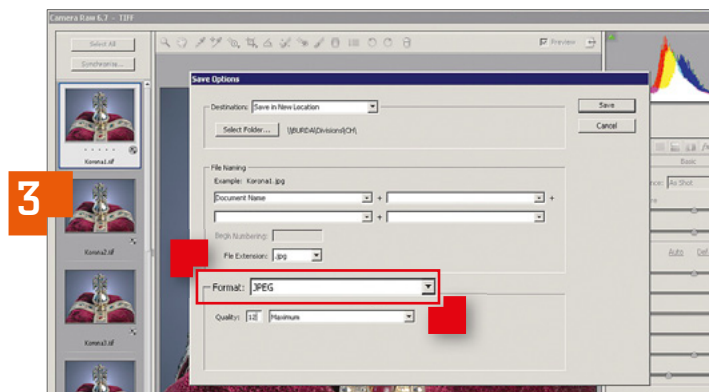 Camera Raw 6.7 - TIFF
Select All
Synchronise...
Preview
Save Options
Destination: Save in New Location
Save
Select Folder... \\BURDA\Divisions\CH\
Cancel
Korona1.tif
File Naming
Example: Korona1.jpg
Document Name + +
+
Begin Numbering:
File Extension: .jpg
3
Korona2.tif
Format: JPEG
Quality: 12 Maximum
Korona3.tif
Basic
As Shot
Auto